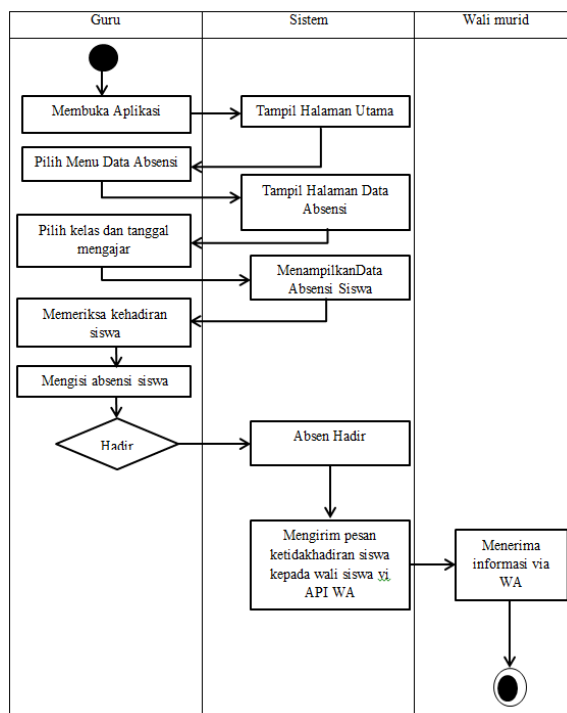 Guru
Sistem
Wali murid
Membuka Aplikasi
Tampil Halaman Utama
Pilih Menu Data Absensi
Tampil Halaman Data
Absensi
Pilih kelas dan tanggal
mengajar
MenampilkanData
Absensi Siswa
Memeriksa kehadiran
siswa
Mengisi absensi siswa
Hadir
Absen Hadir
Mengirim pesan
ketidakhadiran siswa
kepada wali siswa yi
API WA
Menerima
informasi via
WA